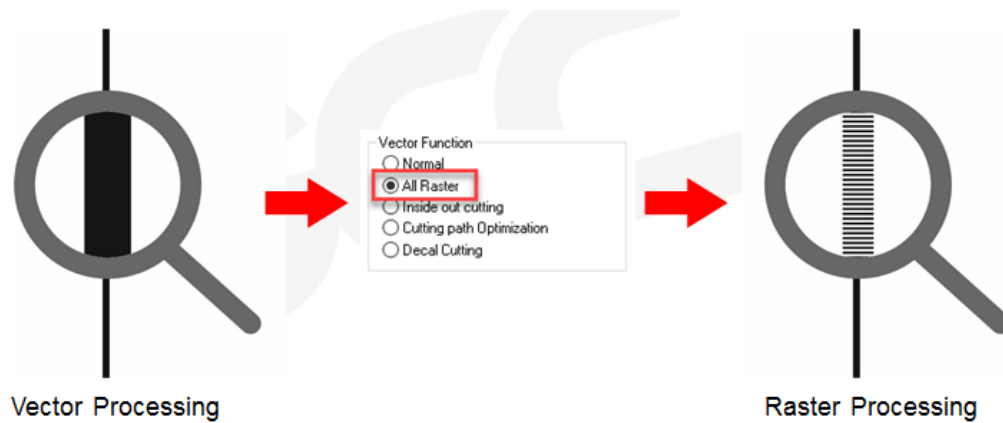 Vector Function
Normal
All Raster
Inside out cutting
Cutting path Optimization
Decal Cutting
Vector Processing
Raster Processing